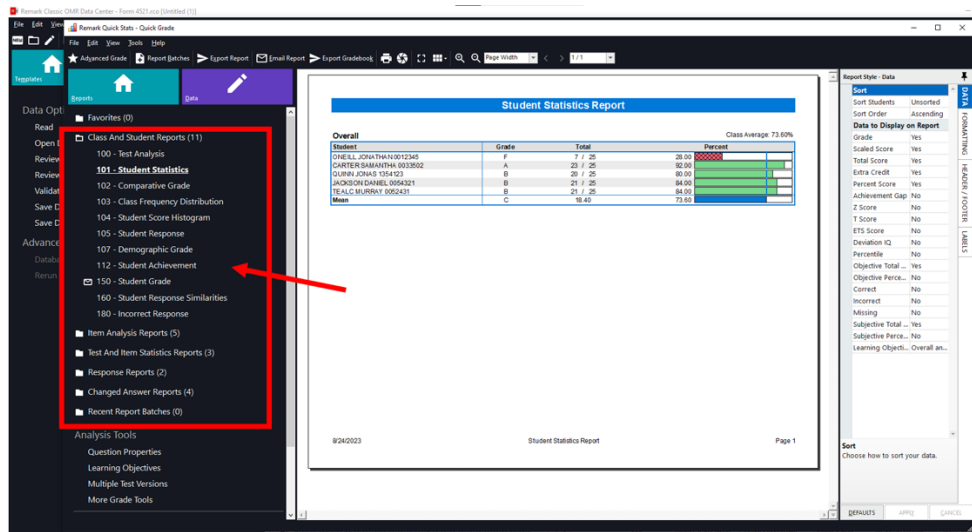 Remark Classic OMR Data Center - Form 4521.rco [Untitled (1)]
File Edit View
Remark Quick Stats - Quick Grade
File Edit View Tools Help
NEW
Advanced Grade Report Batches Export Report Email Report Export Gradebook Page Width 1 / 1
Templates
Reports
Data
Data Opti
Read
Open D
Review
Review
Validat
Save D
Save D
Advance
Databa
Rerun
Favorites (0)
Class And Student Reports (11)
100 - Test Analysis
101 - Student Statistics
102 - Comparative Grade
103 - Class Frequency Distribution
104 - Student Score Histogram
105 - Student Response
107 - Demographic Grade
112 - Student Achievement
150 - Student Grade
160 - Student Response Similarities
180 - Incorrect Response
Item Analysis Reports (5)
Test And Item Statistics Reports (3)
Response Reports (2)
Changed Answer Reports (4)
Recent Report Batches (0)
Analysis Tools
Question Properties
Learning Objectives
Multiple Test Versions
More Grade Tools
Student Statistics Report
Overall Class Average: 73.60%
Student Grade Total Percent
ONEILL JONATHAN 0012345 F 7 / 25 28.00
CARTER SAMANTHA 0033502 A 23 / 25 92.00
QUINN JONAS 1354123 B 20 / 25 80.00
JACKSON DANIEL 0054321 B 21 / 25 84.00
TEALC MURRAY 0052431 B 21 / 25 84.00
Mean C 18.40 73.60
8/24/2023 Student Statistics Report Page 1
Report Style - Data
Sort
Sort Students Unsorted
Sort Order Ascending
Data to Display on Report
Grade Yes
Scaled Score Yes
Total Score Yes
Extra Credit Yes
Percent Score Yes
Achievement Gap No
Z Score No
T Score No
ETS Score No
Deviation IQ No
Percentile No
Objective Total ... Yes
Objective Perce... No
Correct No
Incorrect No
Missing No
Subjective Total ... Yes
Subjective Perce... No
Learning Objecti... Overall an...
DATA
FORMATTING
HEADER / FOOTER
LABELS
Sort
Choose how to sort your data.
DEFAULTS APPLY CANCEL